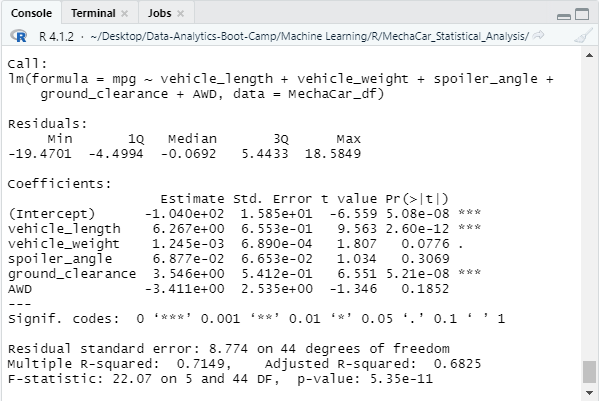 Console Terminal × Jobs ×
R 4.1.2 · ~/Desktop/Data-Analytics-Boot-Camp/Machine Learning/R/MechaCar_Statistical_Analysis/
Call:
lm(formula = mpg ~ vehicle_length + vehicle_weight + spoiler_angle +
    ground_clearance + AWD, data = MechaCar_df)

Residuals:
     Min       1Q   Median       3Q      Max
-19.4701  -4.4994  -0.0692   5.4433  18.5849

Coefficients:
                   Estimate Std. Error t value Pr(>|t|)
(Intercept)      -1.040e+02  1.585e+01  -6.559 5.08e-08 ***
vehicle_length    6.267e+00  6.553e-01   9.563 2.60e-12 ***
vehicle_weight    1.245e-03  6.890e-04   1.807   0.0776 .
spoiler_angle     6.877e-02  6.653e-02   1.034   0.3069
ground_clearance  3.546e+00  5.412e-01   6.551 5.21e-08 ***
AWD              -3.411e+00  2.535e+00  -1.346   0.1852
---
Signif. codes:  0 ‘***’ 0.001 ‘**’ 0.01 ‘*’ 0.05 ‘.’ 0.1 ‘ ’ 1

Residual standard error: 8.774 on 44 degrees of freedom
Multiple R-squared:  0.7149,    Adjusted R-squared:  0.6825
F-statistic: 22.07 on 5 and 44 DF,  p-value: 5.35e-11